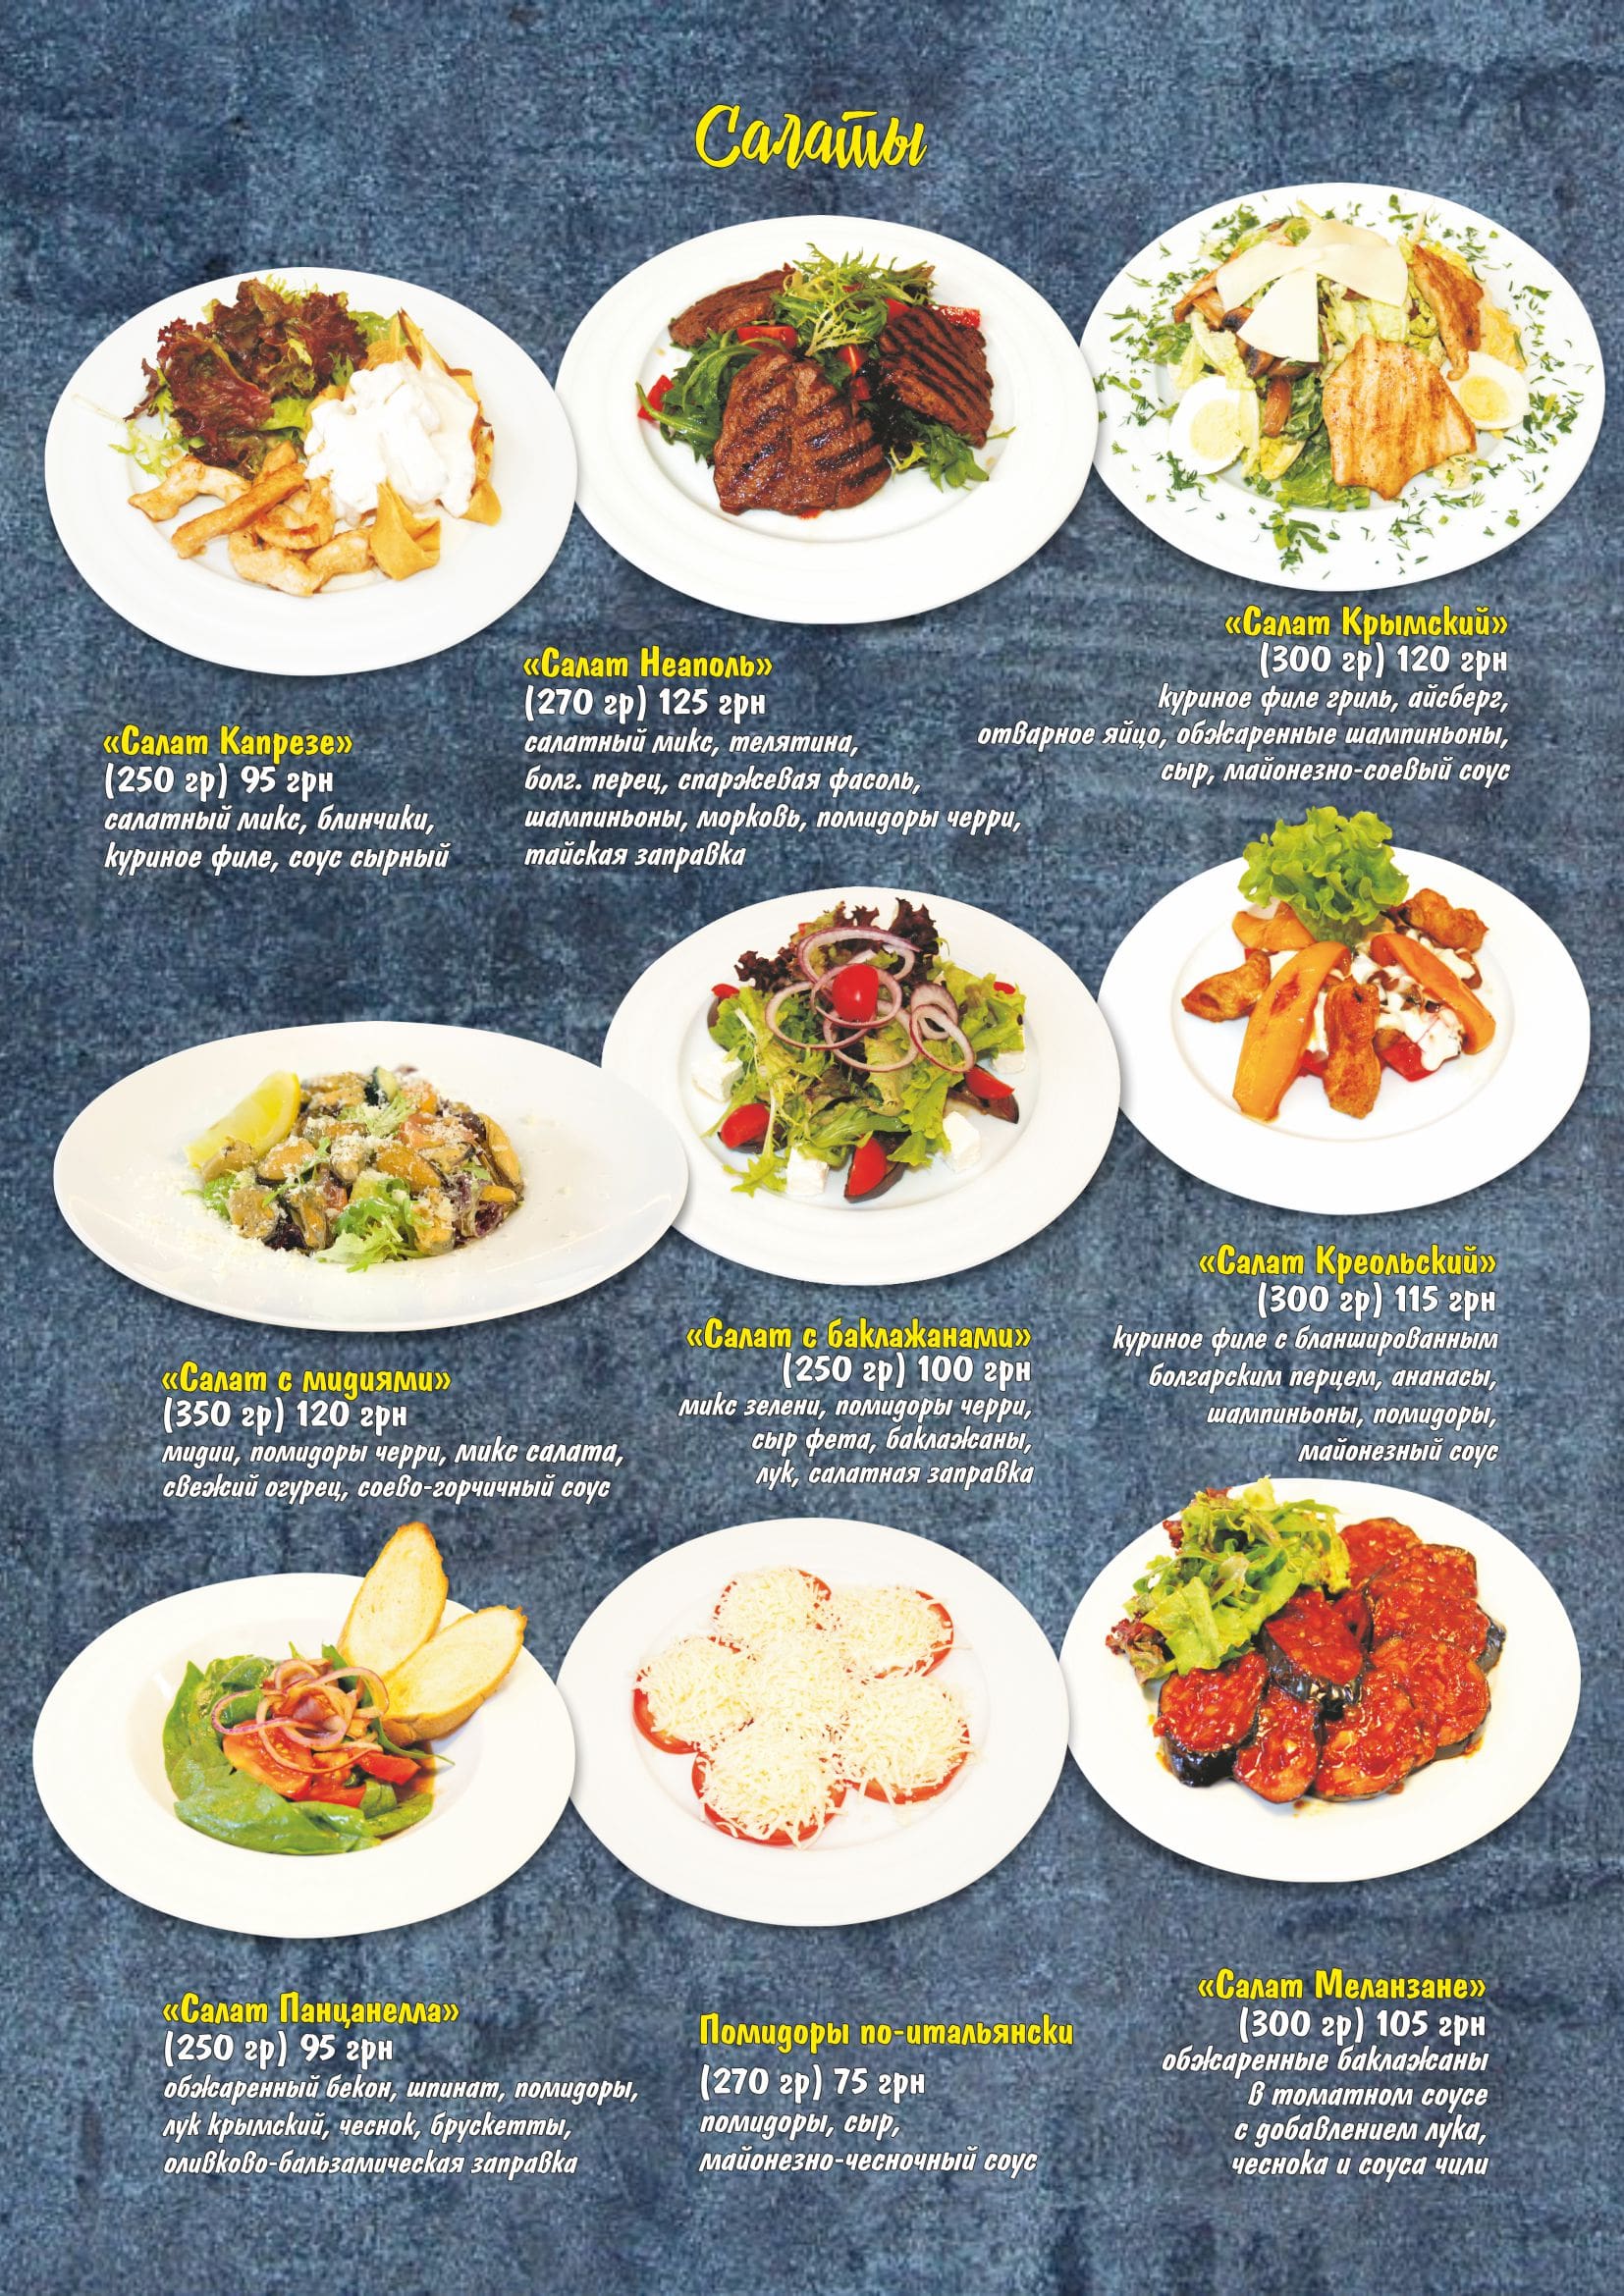 Салаты
«Салат Капрезе»
(250 гр) 95 грн
салатный микс, блинчики,
куриное филе, соус сырный
«Салат Неаполь»
(270 гр) 125 грн
салатный микс, телятина,
болг. перец, спаржевая фасоль,
шампиньоны, морковь, помидоры черри,
тайская заправка
«Салат Крымский»
(300 гр) 120 грн
куриное филе гриль, айсберг,
отварное яйцо, обжаренные шампиньоны,
сыр, майонезно-соевый соус
«Салат с мидиями»
(350 гр) 120 грн
мидии, помидоры черри, микс салата,
свежий огурец, соево-горчичный соус
«Салат с баклажанами»
(250 гр) 100 грн
микс зелени, помидоры черри,
сыр фета, баклажаны,
лук, салатная заправка
«Салат Креольский»
(300 гр) 115 грн
куриное филе с бланшированным
болгарским перцем, ананасы,
шампиньоны, помидоры,
майонезный соус
«Салат Панцанелла»
(250 гр) 95 грн
обжаренный бекон, шпинат, помидоры,
лук крымский, чеснок, брускетты,
оливково-бальзамическая заправка
Помидоры по-итальянски
(270 гр) 75 грн
помидоры, сыр,
майонезно-чесночный соус
«Салат Меланзане»
(300 гр) 105 грн
обжаренные баклажаны
в томатном соусе
с добавлением лука,
чеснока и соуса чили